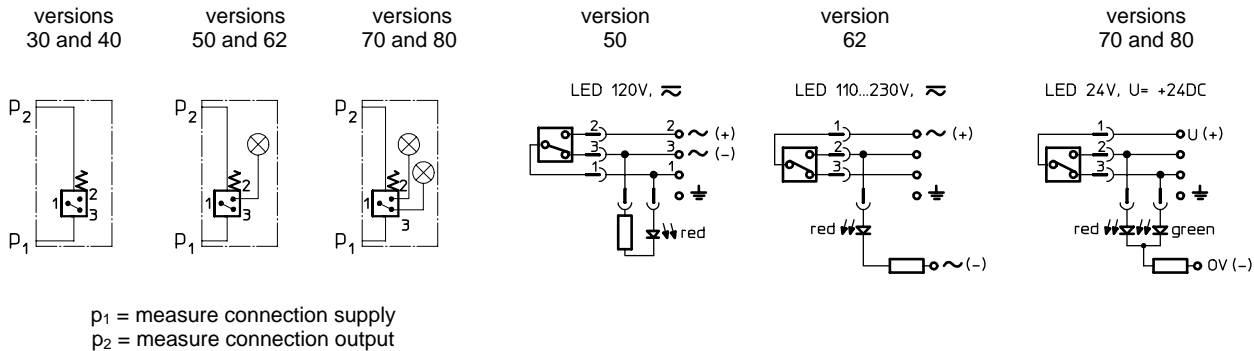 versions
30 and 40
versions
50 and 62
versions
70 and 80
version
50
version
62
versions
70 and 80
LED 120V, ⎓~
LED 110...230V, ⎓~
LED 24V, U= +24DC
p2
1
2
3
p1
p2
1
2
3
p1
p2
1
2
3
p1
2 2 ~ (+)
3 3 ~ (-)
1 1
red
1 ~ (+)
2
3
red
~ (-)
1 U (+)
2
3
red green
0V (-)
p1 = measure connection supply
p2 = measure connection output